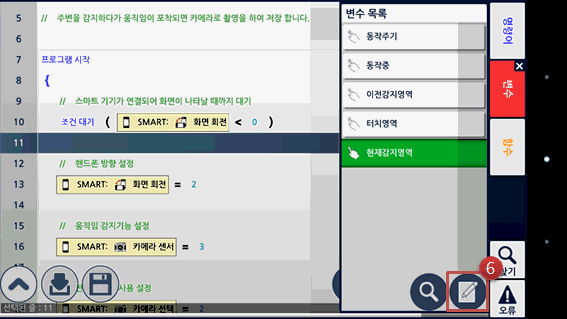 5 // 주변을 감지하다가 움직임이 포착되면 카메라로 촬영을 하여 저장 합니다.
6
7 프로그램 시작
8 {
9 // 스마트 기기가 연결되어 화면이 나타날 때까지 대기
10 조건 대기 ( SMART: 화면 회전 < 0 )
11
12 // 핸드폰 방향 설정
13 SMART: 화면 회전 = 2
14
15 // 움직임 감지기능 설정
16 SMART: 카메라 센서 = 3
사용 설정
SMART: 카메라 선택 = 2
선택된 줄 : 11
변수 목록
동작주기
동작중
이전감지영역
터치영역
현재감지영역
명령어
변수
함수
찾기
오류
6